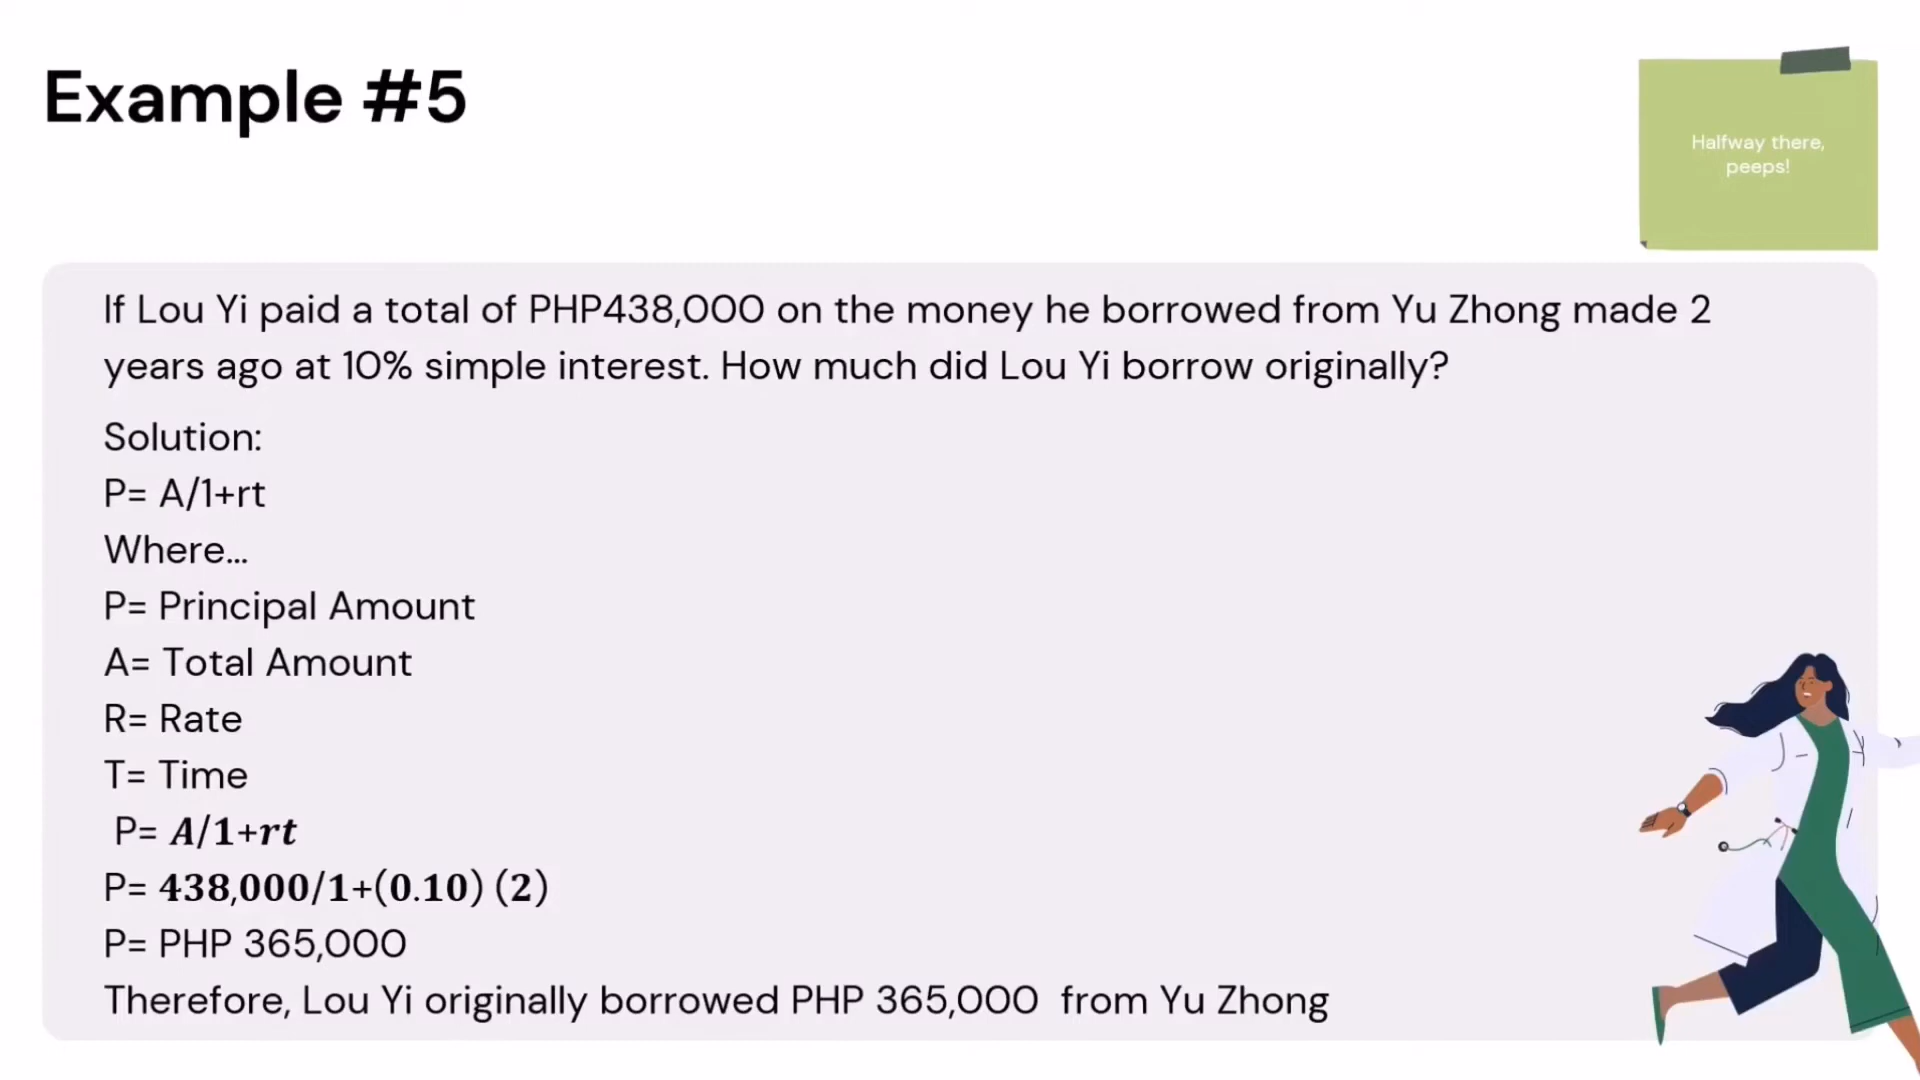 Example #5
Halfway there,
peeps!
If Lou Yi paid a total of PHP438,000 on the money he borrowed from Yu Zhong made 2
years ago at 10% simple interest. How much did Lou Yi borrow originally?
Solution:
P= A/1+rt
Where...
P= Principal Amount
A= Total Amount
R= Rate
T= Time
P= A/1+rt
P= 438,000/1+(0.10) (2)
P= PHP 365,000
Therefore, Lou Yi originally borrowed PHP 365,000 from Yu Zhong